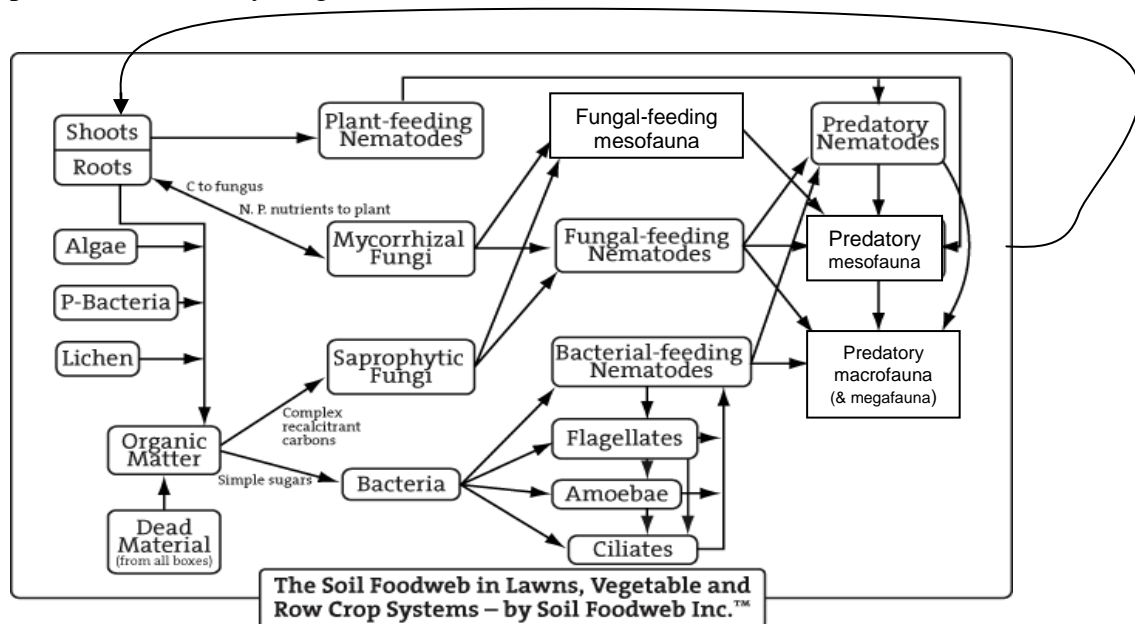 Shoots
Roots
Plant-feeding
Nematodes
Fungal-feeding
mesofauna
Predatory
Nematodes
C to fungus
N. P. nutrients to plant
Algae
Mycorrhizal
Fungi
Fungal-feeding
Nematodes
Predatory
mesofauna
P-Bacteria
Lichen
Saprophytic
Fungi
Bacterial-feeding
Nematodes
Predatory
macrofauna
(& megafauna)
Complex
recalcitrant
carbons
Organic
Matter
Simple sugars
Flagellates
Bacteria
Amoebae
Dead
Material
(from all boxes)
Ciliates
The Soil Foodweb in Lawns, Vegetable and
Row Crop Systems – by Soil Foodweb Inc.™